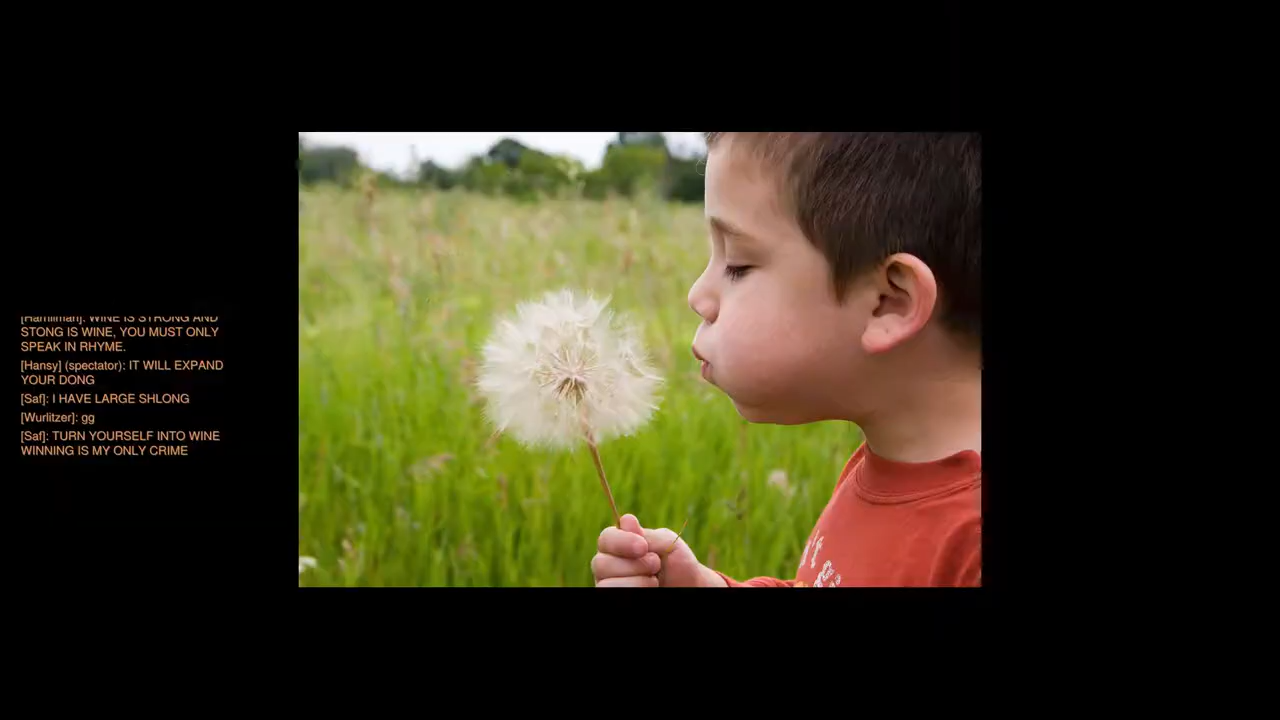 [Hamilman]: WINE IS STRONG AND
STONG IS WINE, YOU MUST ONLY
SPEAK IN RHYME.
[Hansy] (spectator): IT WILL EXPAND
YOUR DONG
[Saf]: I HAVE LARGE SHLONG
[Wurlitzer]: gg
[Saf]: TURN YOURSELF INTO WINE
WINNING IS MY ONLY CRIME